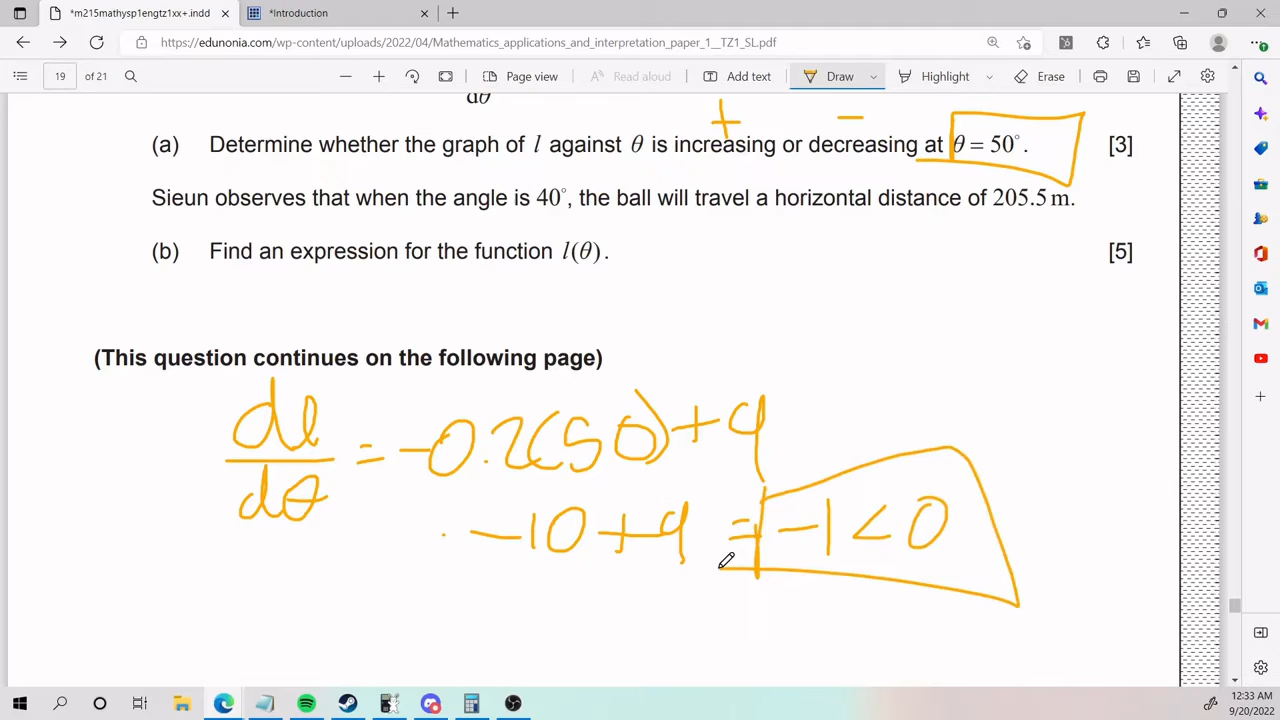 *m215mathysp1engtz1xx+.indd
*Introduction
https://edunonia.com/wp-content/uploads/2022/04/Mathematics_applications_and_interpretation_paper_1__TZ1_SL.pdf
19 of 21
Page view
Read aloud
Add text
Draw
Highlight
Erase
dθ
+ −
(a) Determine whether the graph of l against θ is increasing or decreasing at θ = 50°. [3]
Sieun observes that when the angle is 40°, the ball will travel a horizontal distance of 205.5 m.
(b) Find an expression for the function l(θ). [5]
(This question continues on the following page)
dl/dθ = -02(50)+9
-10+9 = -1 < 0
12:33 AM
9/20/2022